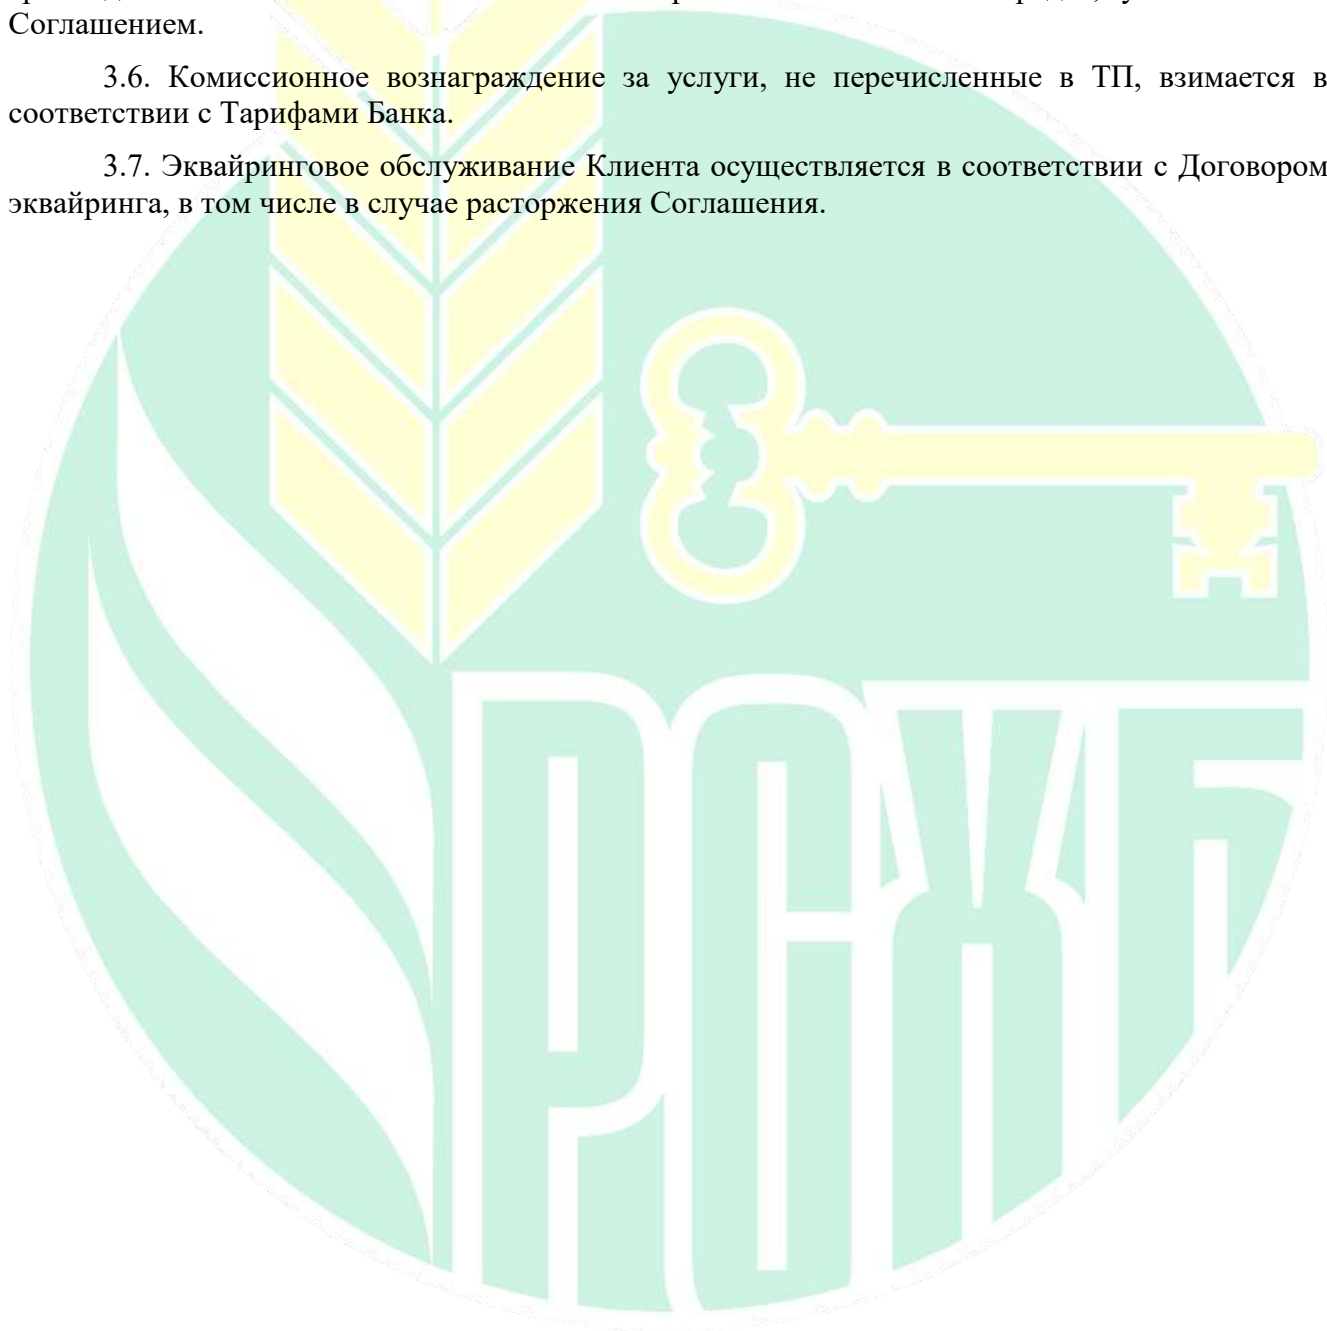 Соглашением.
3.6. Комиссионное вознаграждение за услуги, не перечисленные в ТП, взимается в
соответствии с Тарифами Банка.
3.7. Эквайринговое обслуживание Клиента осуществляется в соответствии с Договором
эквайринга, в том числе в случае расторжения Соглашения.
РСХБ